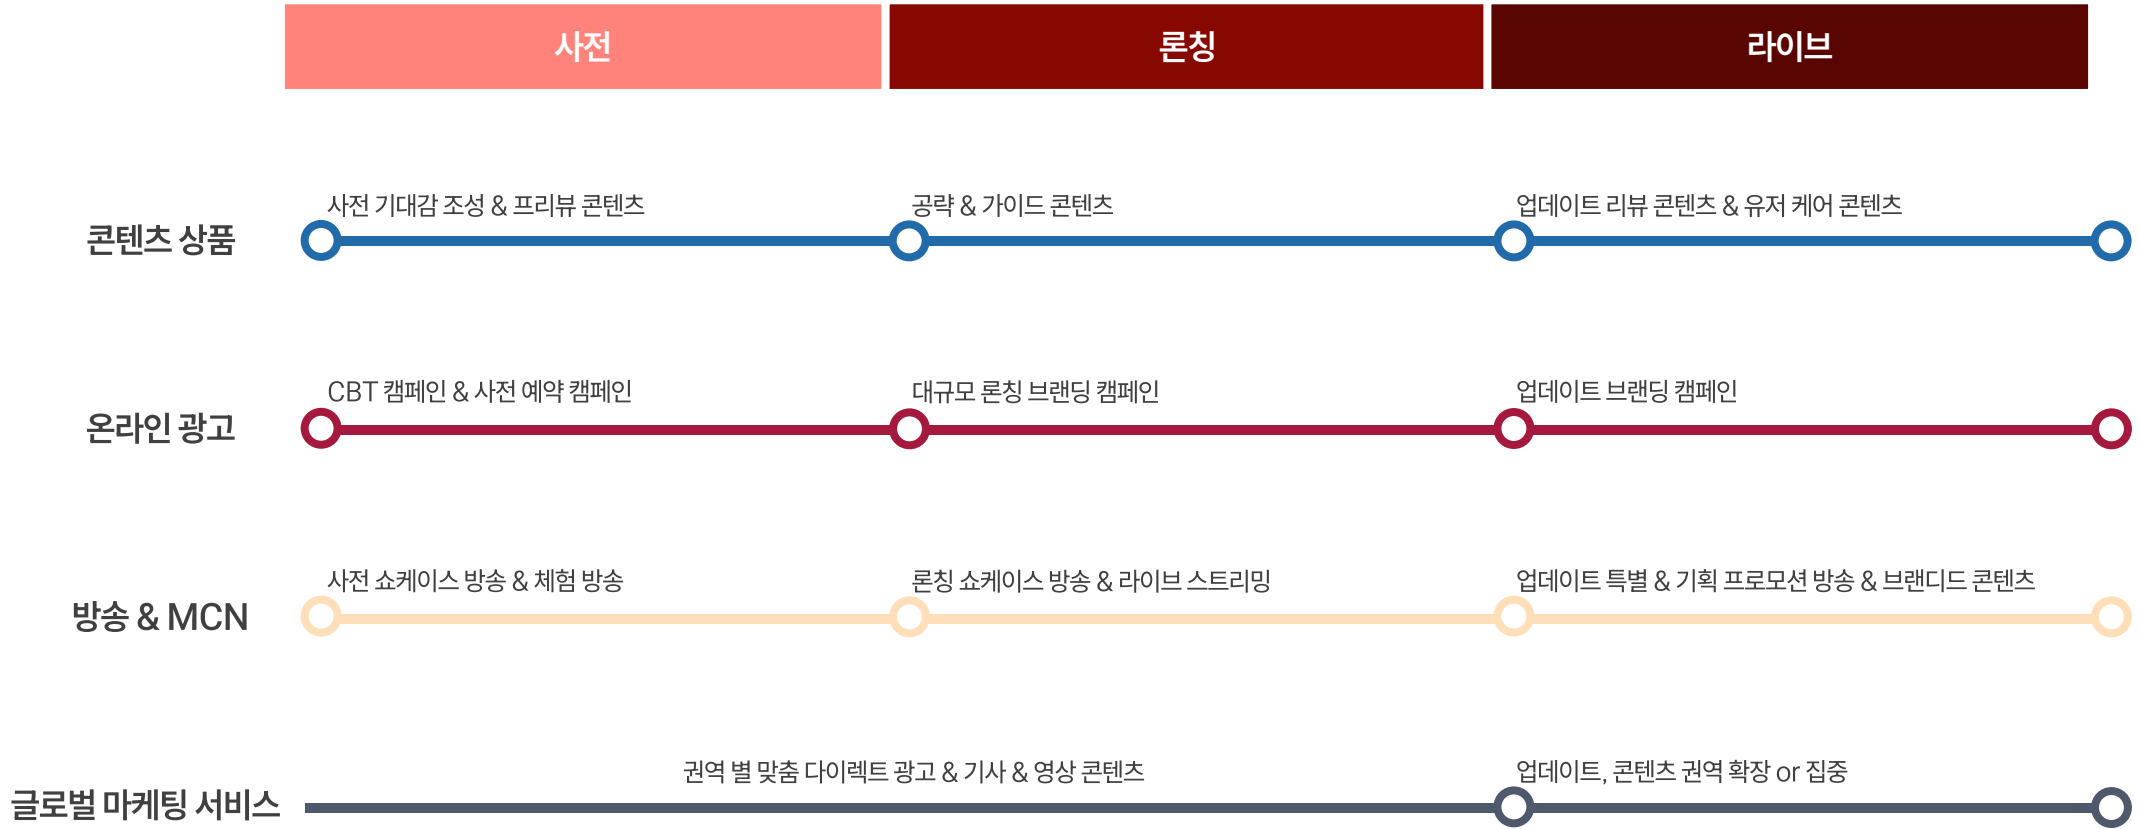 사전
론칭
라이브
콘텐츠 상품
사전 기대감 조성 & 프리뷰 콘텐츠
공략 & 가이드 콘텐츠
업데이트 리뷰 콘텐츠 & 유저 케어 콘텐츠
온라인 광고
CBT 캠페인 & 사전 예약 캠페인
대규모 론칭 브랜딩 캠페인
업데이트 브랜딩 캠페인
방송 & MCN
사전 쇼케이스 방송 & 체험 방송
론칭 쇼케이스 방송 & 라이브 스트리밍
업데이트 특별 & 기획 프로모션 방송 & 브랜디드 콘텐츠
글로벌 마케팅 서비스
권역 별 맞춤 다이렉트 광고 & 기사 & 영상 콘텐츠
업데이트, 콘텐츠 권역 확장 or 집중